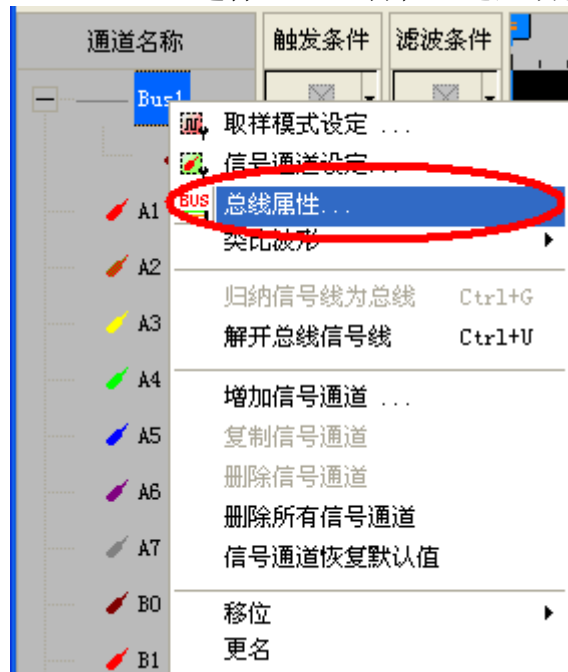 通道名称 触发条件 滤波条件
Bus1
取样模式设定 ...
信号通道设定...
BUS 总线属性...
A1
类比波形
A2
归纳信号线为总线 Ctrl+G
A3
解开总线信号线 Ctrl+U
A4
增加信号通道 ...
A5
复制信号通道
A6
删除信号通道
删除所有信号通道
A7
信号通道恢复默认值
B0
移位
更名
B1